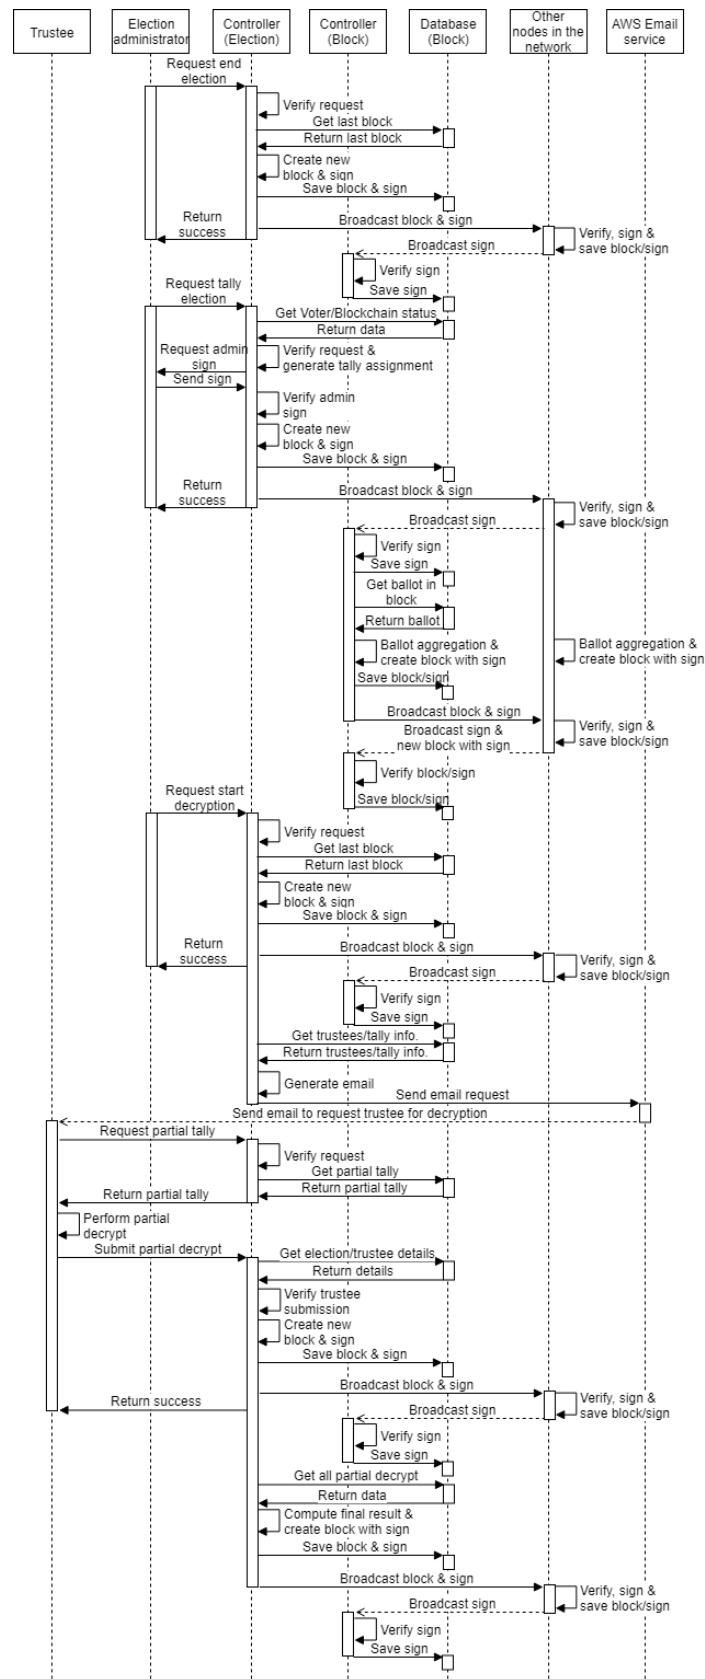 Trustee
Election
administrator
Controller
(Election)
Controller
(Block)
Database
(Block)
Other
nodes in the
network
AWS Email
service
Request end
election
Verify request
Get last block
Return last block
Create new
block & sign
Save block & sign
Return
success
Broadcast block & sign
Verify, sign &
save block/sign
Broadcast sign
Verify sign
Save sign
Request tally
election
Get Voter/Blockchain status
Return data
Verify request &
generate tally assignment
Request admin
sign
Send sign
Verify admin
sign
Create new
block & sign
Save block & sign
Return
success
Broadcast block & sign
Verify, sign &
save block/sign
Broadcast sign
Verify sign
Save sign
Get ballot in
block
Return ballot
Ballot aggregation &
create block with sign
Ballot aggregation &
create block with sign
Save block/sign
Broadcast block & sign
Verify, sign &
save block/sign
Broadcast sign &
new block with sign
Verify block/sign
Save block/sign
Request start
decryption
Verify request
Get last block
Return last block
Create new
block & sign
Save block & sign
Return
success
Broadcast block & sign
Verify, sign &
save block/sign
Broadcast sign
Verify sign
Save sign
Get trustees/tally info.
Return trustees/tally info.
Generate email
Send email request
Send email to request trustee for decryption
Request partial tally
Verify request
Get partial tally
Return partial tally
Return partial tally
Perform partial
decrypt
Submit partial decrypt
Get election/trustee details
Return details
Verify trustee
submission
Create new
block & sign
Save block & sign
Broadcast block & sign
Verify, sign &
save block/sign
Return success
Broadcast sign
Verify sign
Save sign
Get all partial decrypt
Return data
Compute final result &
create block with sign
Save block & sign
Broadcast block & sign
Verify, sign &
save block/sign
Broadcast sign
Verify sign
Save sign